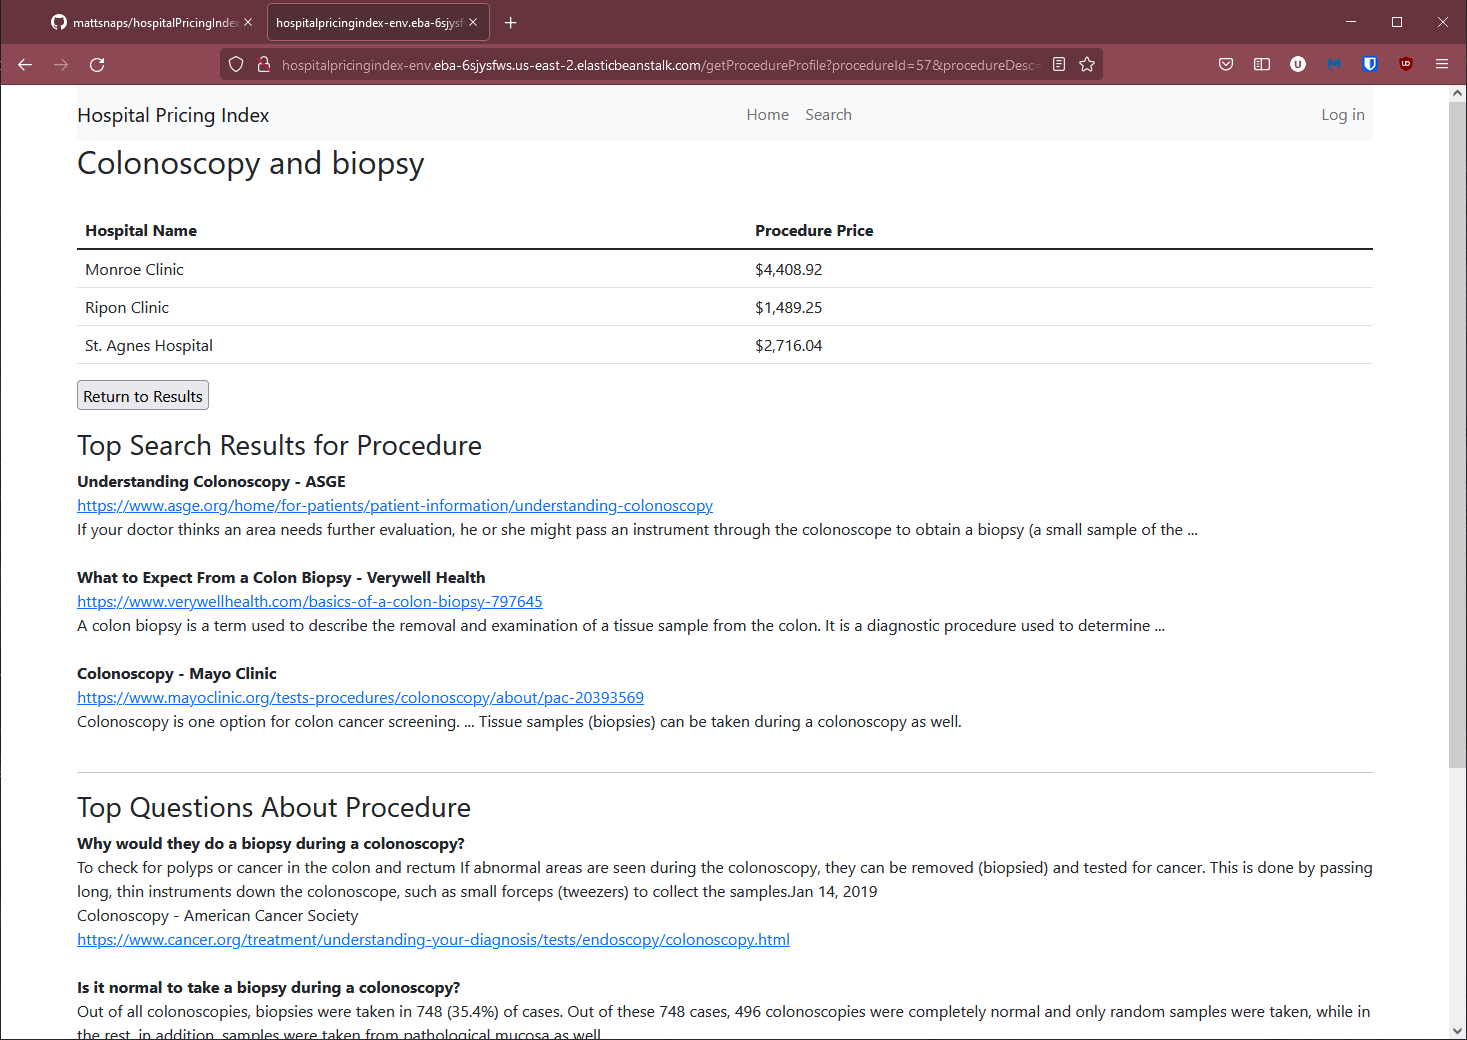 mattsnaps/hospitalPricingInde
hospitalpricingindex-env.eba-6sjysf
hospitalpricingindex-env.eba-6sjysfws.us-east-2.elasticbeanstalk.com/getProcedureProfile?procedureId=57&procedureDesc=
Hospital Pricing Index Home Search Log in
Colonoscopy and biopsy
Hospital Name Procedure Price
Monroe Clinic $4,408.92
Ripon Clinic $1,489.25
St. Agnes Hospital $2,716.04
Return to Results
Top Search Results for Procedure
Understanding Colonoscopy - ASGE
https://www.asge.org/home/for-patients/patient-information/understanding-colonoscopy
If your doctor thinks an area needs further evaluation, he or she might pass an instrument through the colonoscope to obtain a biopsy (a small sample of the ...
What to Expect From a Colon Biopsy - Verywell Health
https://www.verywellhealth.com/basics-of-a-colon-biopsy-797645
A colon biopsy is a term used to describe the removal and examination of a tissue sample from the colon. It is a diagnostic procedure used to determine ...
Colonoscopy - Mayo Clinic
https://www.mayoclinic.org/tests-procedures/colonoscopy/about/pac-20393569
Colonoscopy is one option for colon cancer screening. ... Tissue samples (biopsies) can be taken during a colonoscopy as well.
Top Questions About Procedure
Why would they do a biopsy during a colonoscopy?
To check for polyps or cancer in the colon and rectum If abnormal areas are seen during the colonoscopy, they can be removed (biopsied) and tested for cancer. This is done by passing
long, thin instruments down the colonoscope, such as small forceps (tweezers) to collect the samples.Jan 14, 2019
Colonoscopy - American Cancer Society
https://www.cancer.org/treatment/understanding-your-diagnosis/tests/endoscopy/colonoscopy.html
Is it normal to take a biopsy during a colonoscopy?
Out of all colonoscopies, biopsies were taken in 748 (35.4%) of cases. Out of these 748 cases, 496 colonoscopies were completely normal and only random samples were taken, while in
the rest, in addition, samples were taken from pathological mucosa as well